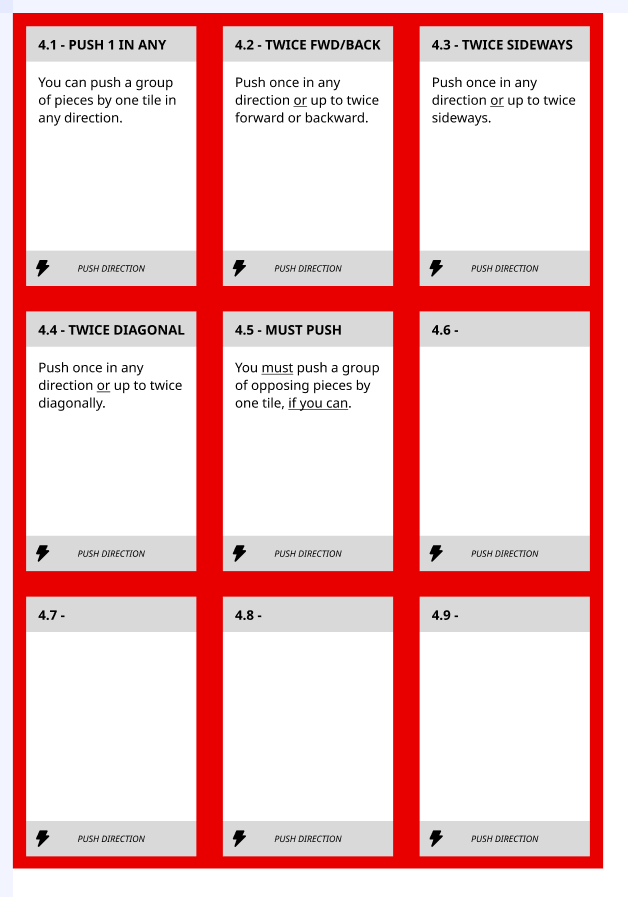 4.1 - PUSH 1 IN ANY
You can push a group
of pieces by one tile in
any direction.
PUSH DIRECTION
4.2 - TWICE FWD/BACK
Push once in any
direction or up to twice
forward or backward.
PUSH DIRECTION
4.3 - TWICE SIDEWAYS
Push once in any
direction or up to twice
sideways.
PUSH DIRECTION
4.4 - TWICE DIAGONAL
Push once in any
direction or up to twice
diagonally.
PUSH DIRECTION
4.5 - MUST PUSH
You must push a group
of opposing pieces by
one tile, if you can.
PUSH DIRECTION
4.6 -
PUSH DIRECTION
4.7 -
PUSH DIRECTION
4.8 -
PUSH DIRECTION
4.9 -
PUSH DIRECTION